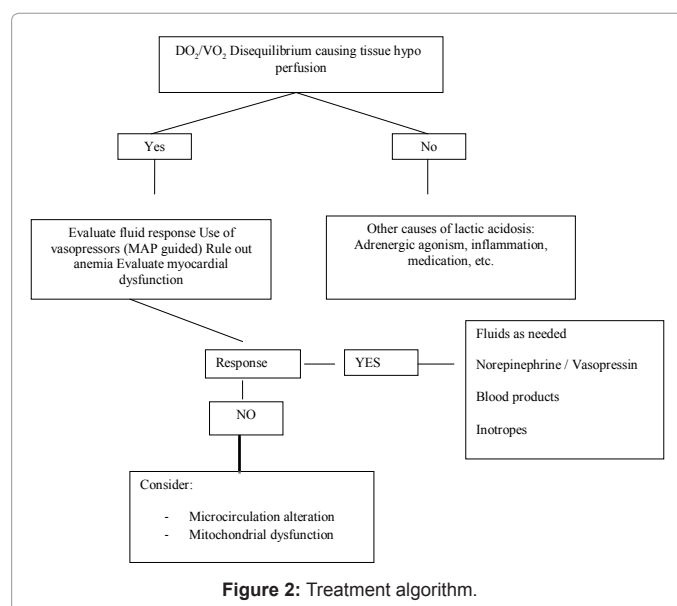 DO₂/VO₂ Disequilibrium causing tissue hypo
perfusion
Yes
No
Evaluate fluid response Use of
vasopressors (MAP guided) Rule out
anemia Evaluate myocardial
dysfunction
Other causes of lactic acidosis:
Adrenergic agonism, inflammation,
medication, etc.
Response
YES
Fluids as needed
Norepinephrine / Vasopressin
Blood products
Inotropes
NO
Consider:
- Microcirculation alteration
- Mitochondrial dysfunction
Figure 2: Treatment algorithm.